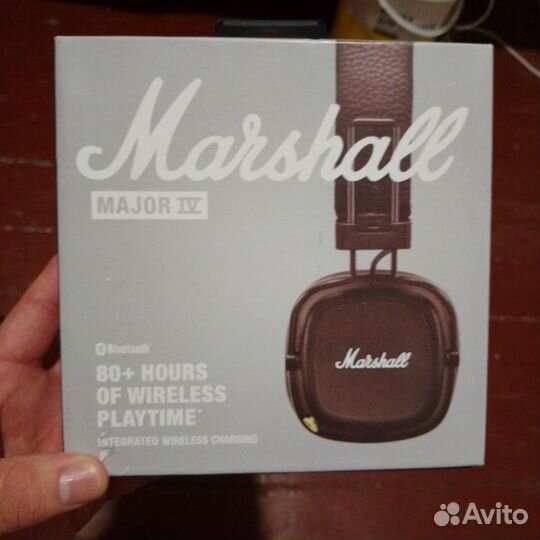 Marshall
MAJOR IV
Bluetooth
80+ HOURS
OF WIRELESS
PLAYTIME*
INTEGRATED WIRELESS CHARGING
Marshall
Avito